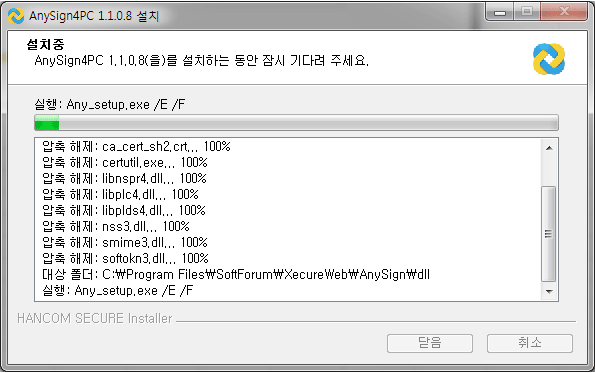 AnySign4PC 1.1.0.8 설치
설치중
AnySign4PC 1.1.0.8(을)를 설치하는 동안 잠시 기다려 주세요.
실행: Any_setup.exe /E /F
압축 해제: ca_cert_sh2.crt... 100%
압축 해제: certutil.exe... 100%
압축 해제: libnspr4.dll... 100%
압축 해제: libplc4.dll... 100%
압축 해제: libplds4.dll... 100%
압축 해제: nss3.dll... 100%
압축 해제: smime3.dll... 100%
압축 해제: softokn3.dll... 100%
대상 폴더: C:₩Program Files₩SoftForum₩XecureWeb₩AnySign₩dll
실행: Any_setup.exe /E /F
HANCOM SECURE Installer
닫음
취소